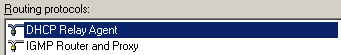 Routing protocols:
DHCP Relay Agent
IGMP Router and Proxy